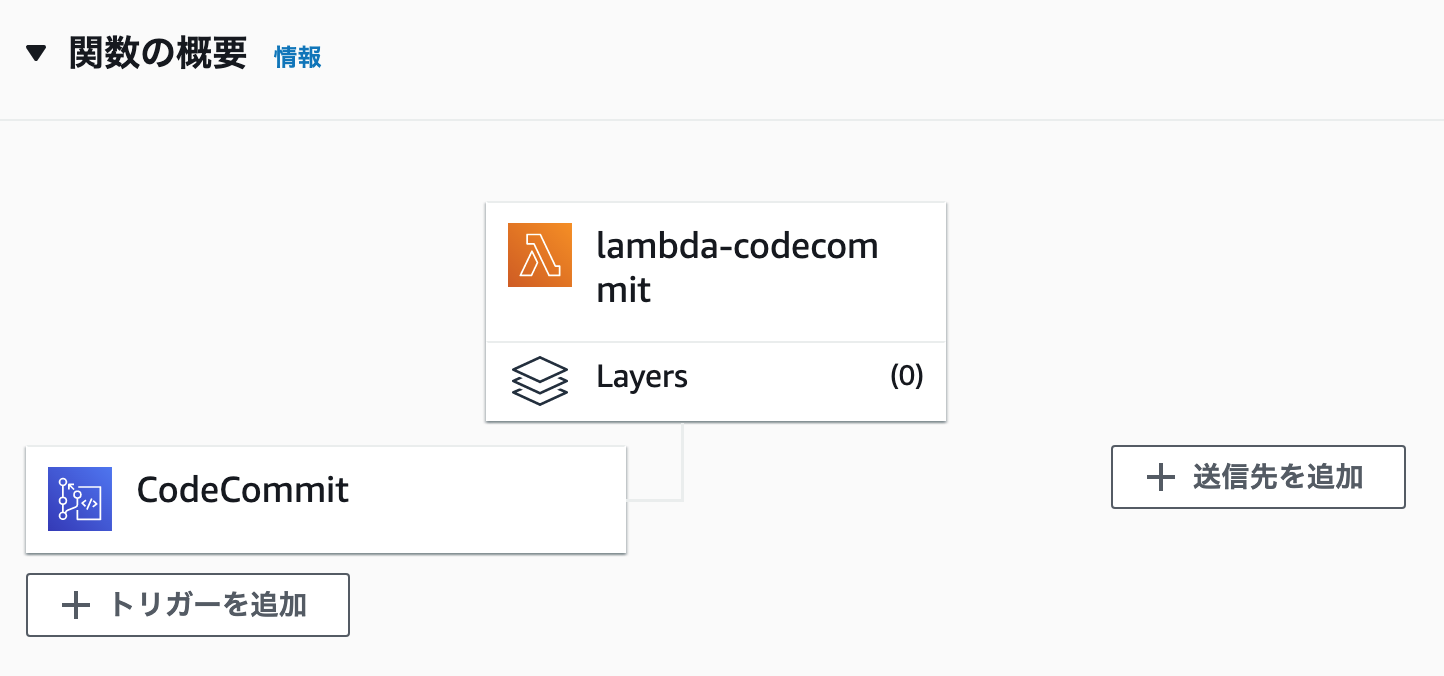 関数の概要 情報
lambda-codecom
mit
Layers (0)
CodeCommit
送信先を追加
トリガーを追加